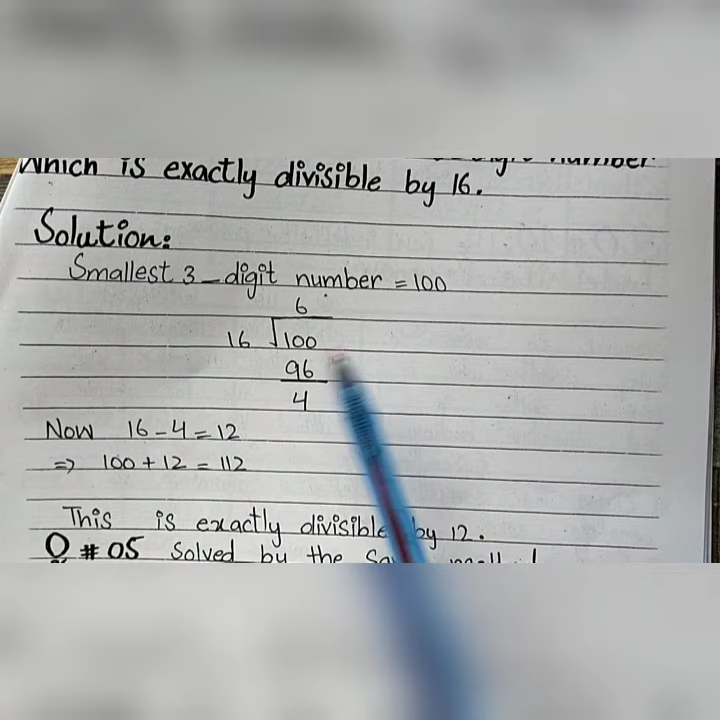 number
Which is exactly divisible by 16.
Solution:
Smallest 3-digit number = 100
6
16 100
96
4
Now 16 - 4 = 12
=> 100 + 12 = 112
This is exactly divisible by 12.
Q # 05 Solved by the